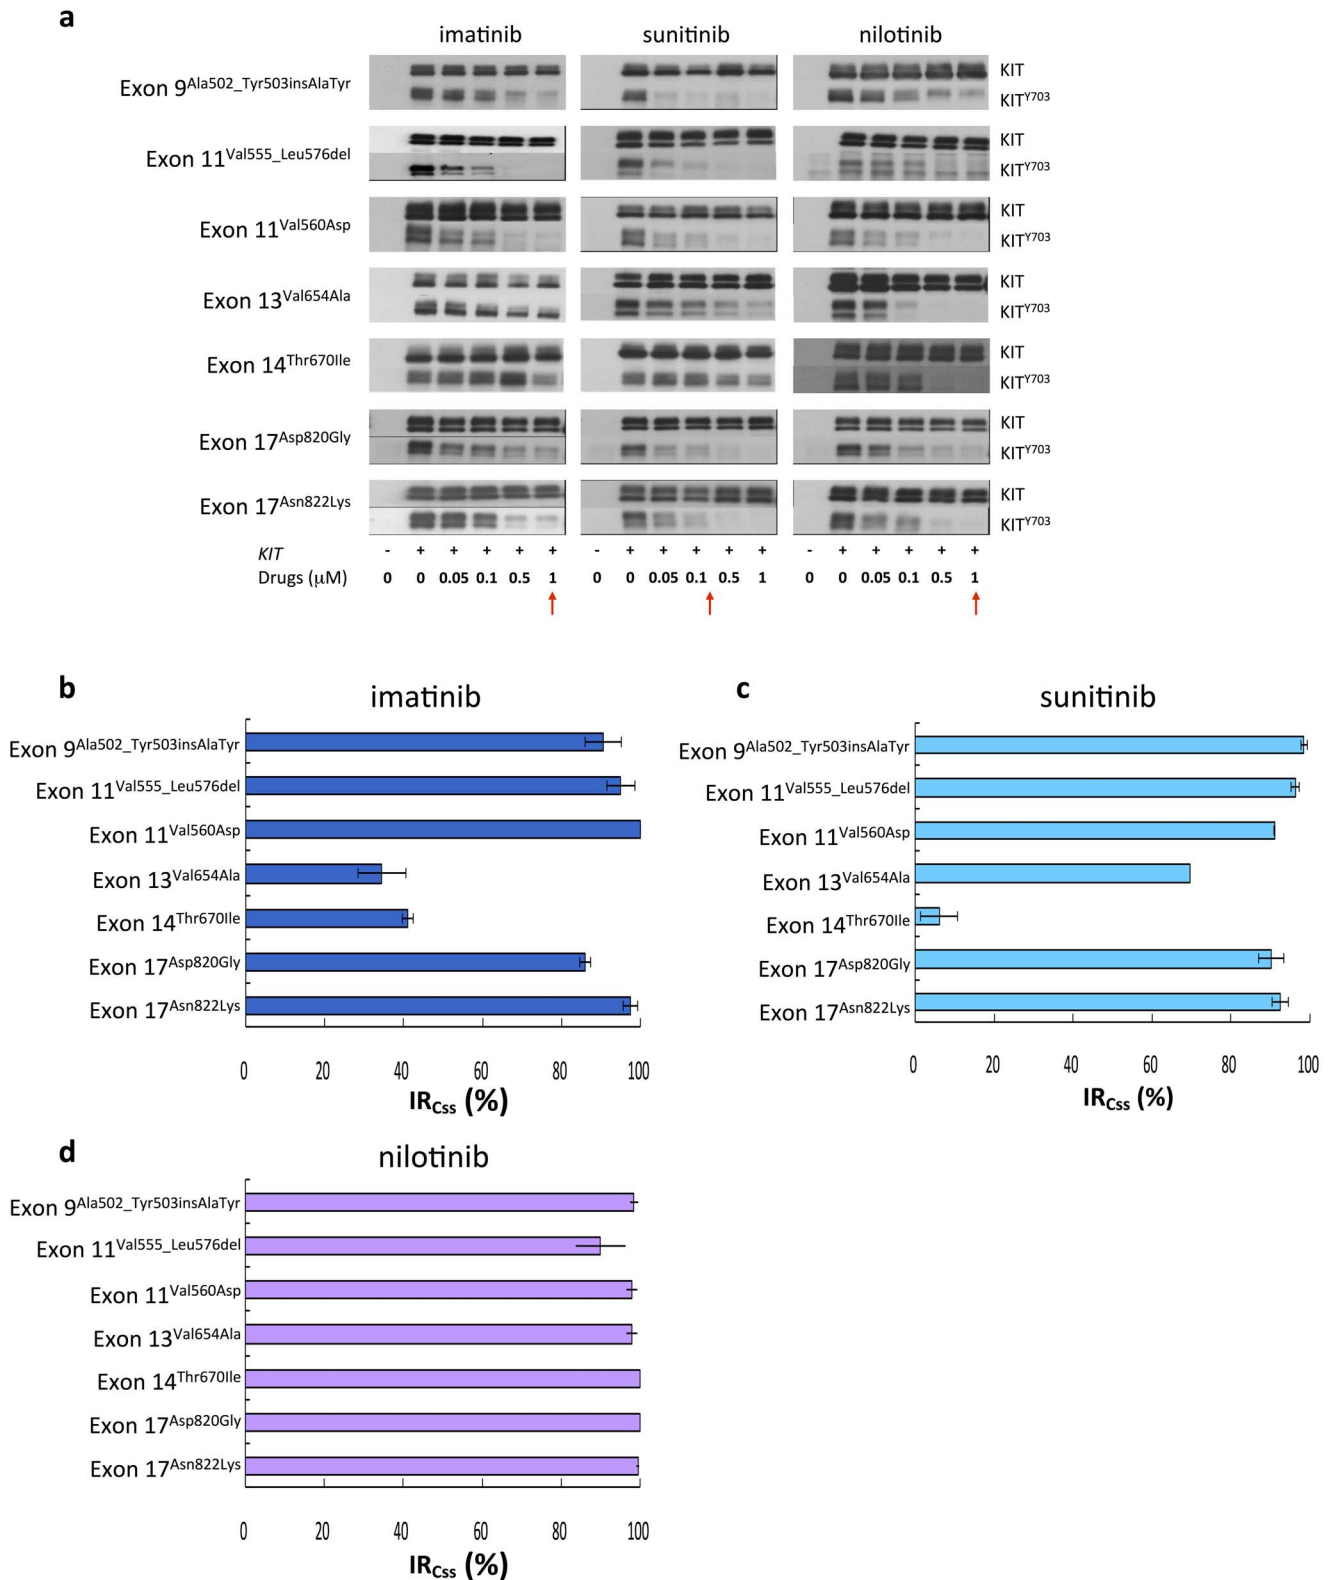 a
imatinib sunitinib nilotinib
Exon 9Ala502_Tyr503insAlaTyr KIT
KITY703
Exon 11Val555_Leu576del KIT
KITY703
Exon 11Val560Asp KIT
KITY703
Exon 13Val654Ala KIT
KITY703
Exon 14Thr670Ile KIT
KITY703
Exon 17Asp820Gly KIT
KITY703
Exon 17Asn822Lys KIT
KITY703
KIT - + + + + + - + + + + + - + + + + +
Drugs (μM) 0 0 0.05 0.1 0.5 1 0 0 0.05 0.1 0.5 1 0 0 0.05 0.1 0.5 1
b
imatinib
Exon 9Ala502_Tyr503insAlaTyr
Exon 11Val555_Leu576del
Exon 11Val560Asp
Exon 13Val654Ala
Exon 14Thr670Ile
Exon 17Asp820Gly
Exon 17Asn822Lys
0 20 40 60 80 100
IRCss (%)
c
sunitinib
Exon 9Ala502_Tyr503insAlaTyr
Exon 11Val555_Leu576del
Exon 11Val560Asp
Exon 13Val654Ala
Exon 14Thr670Ile
Exon 17Asp820Gly
Exon 17Asn822Lys
0 20 40 60 80 100
IRCss (%)
d
nilotinib
Exon 9Ala502_Tyr503insAlaTyr
Exon 11Val555_Leu576del
Exon 11Val560Asp
Exon 13Val654Ala
Exon 14Thr670Ile
Exon 17Asp820Gly
Exon 17Asn822Lys
0 20 40 60 80 100
IRCss (%)